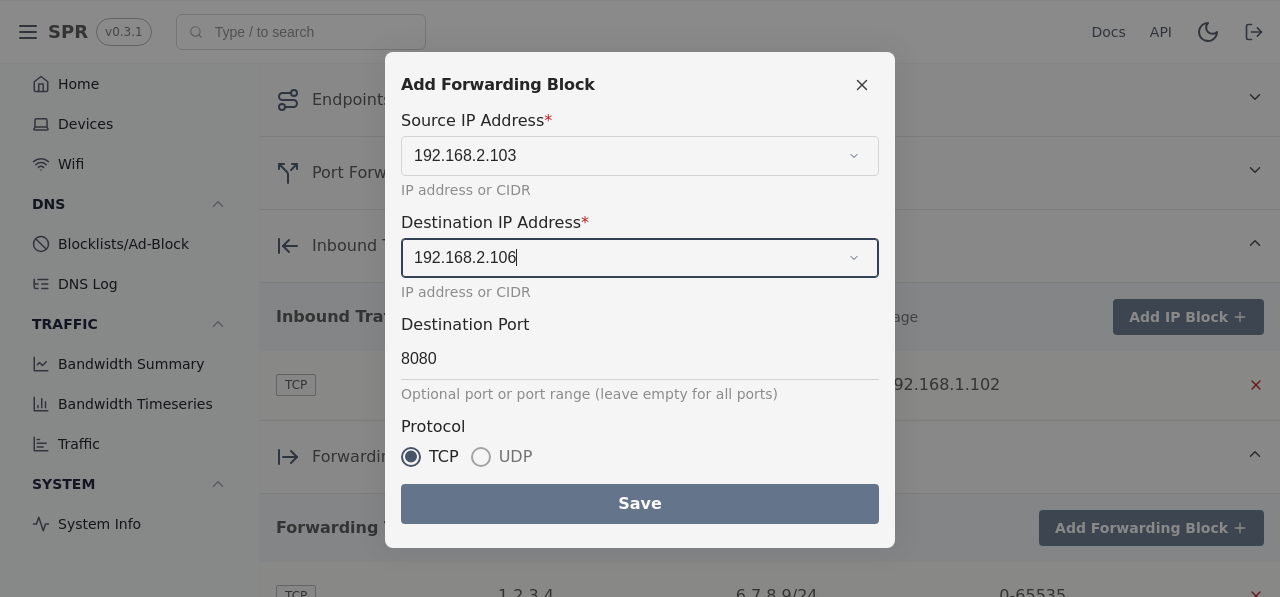 SPR v0.3.1 Type / to search Docs API
Home
Devices
Wifi
DNS
Blocklists/Ad-Block
DNS Log
TRAFFIC
Bandwidth Summary
Bandwidth Timeseries
Traffic
SYSTEM
System Info
Endpoints
Port Forw
Inbound T
Inbound Tra age Add IP Block +
TCP 92.168.1.102
Forwardin
Forwarding T Add Forwarding Block +
TCP 1.2.3.4 6.7.8.9/24 0-65535
Add Forwarding Block
Source IP Address*
192.168.2.103
IP address or CIDR
Destination IP Address*
192.168.2.106
IP address or CIDR
Destination Port
8080
Optional port or port range (leave empty for all ports)
Protocol
TCP UDP
Save